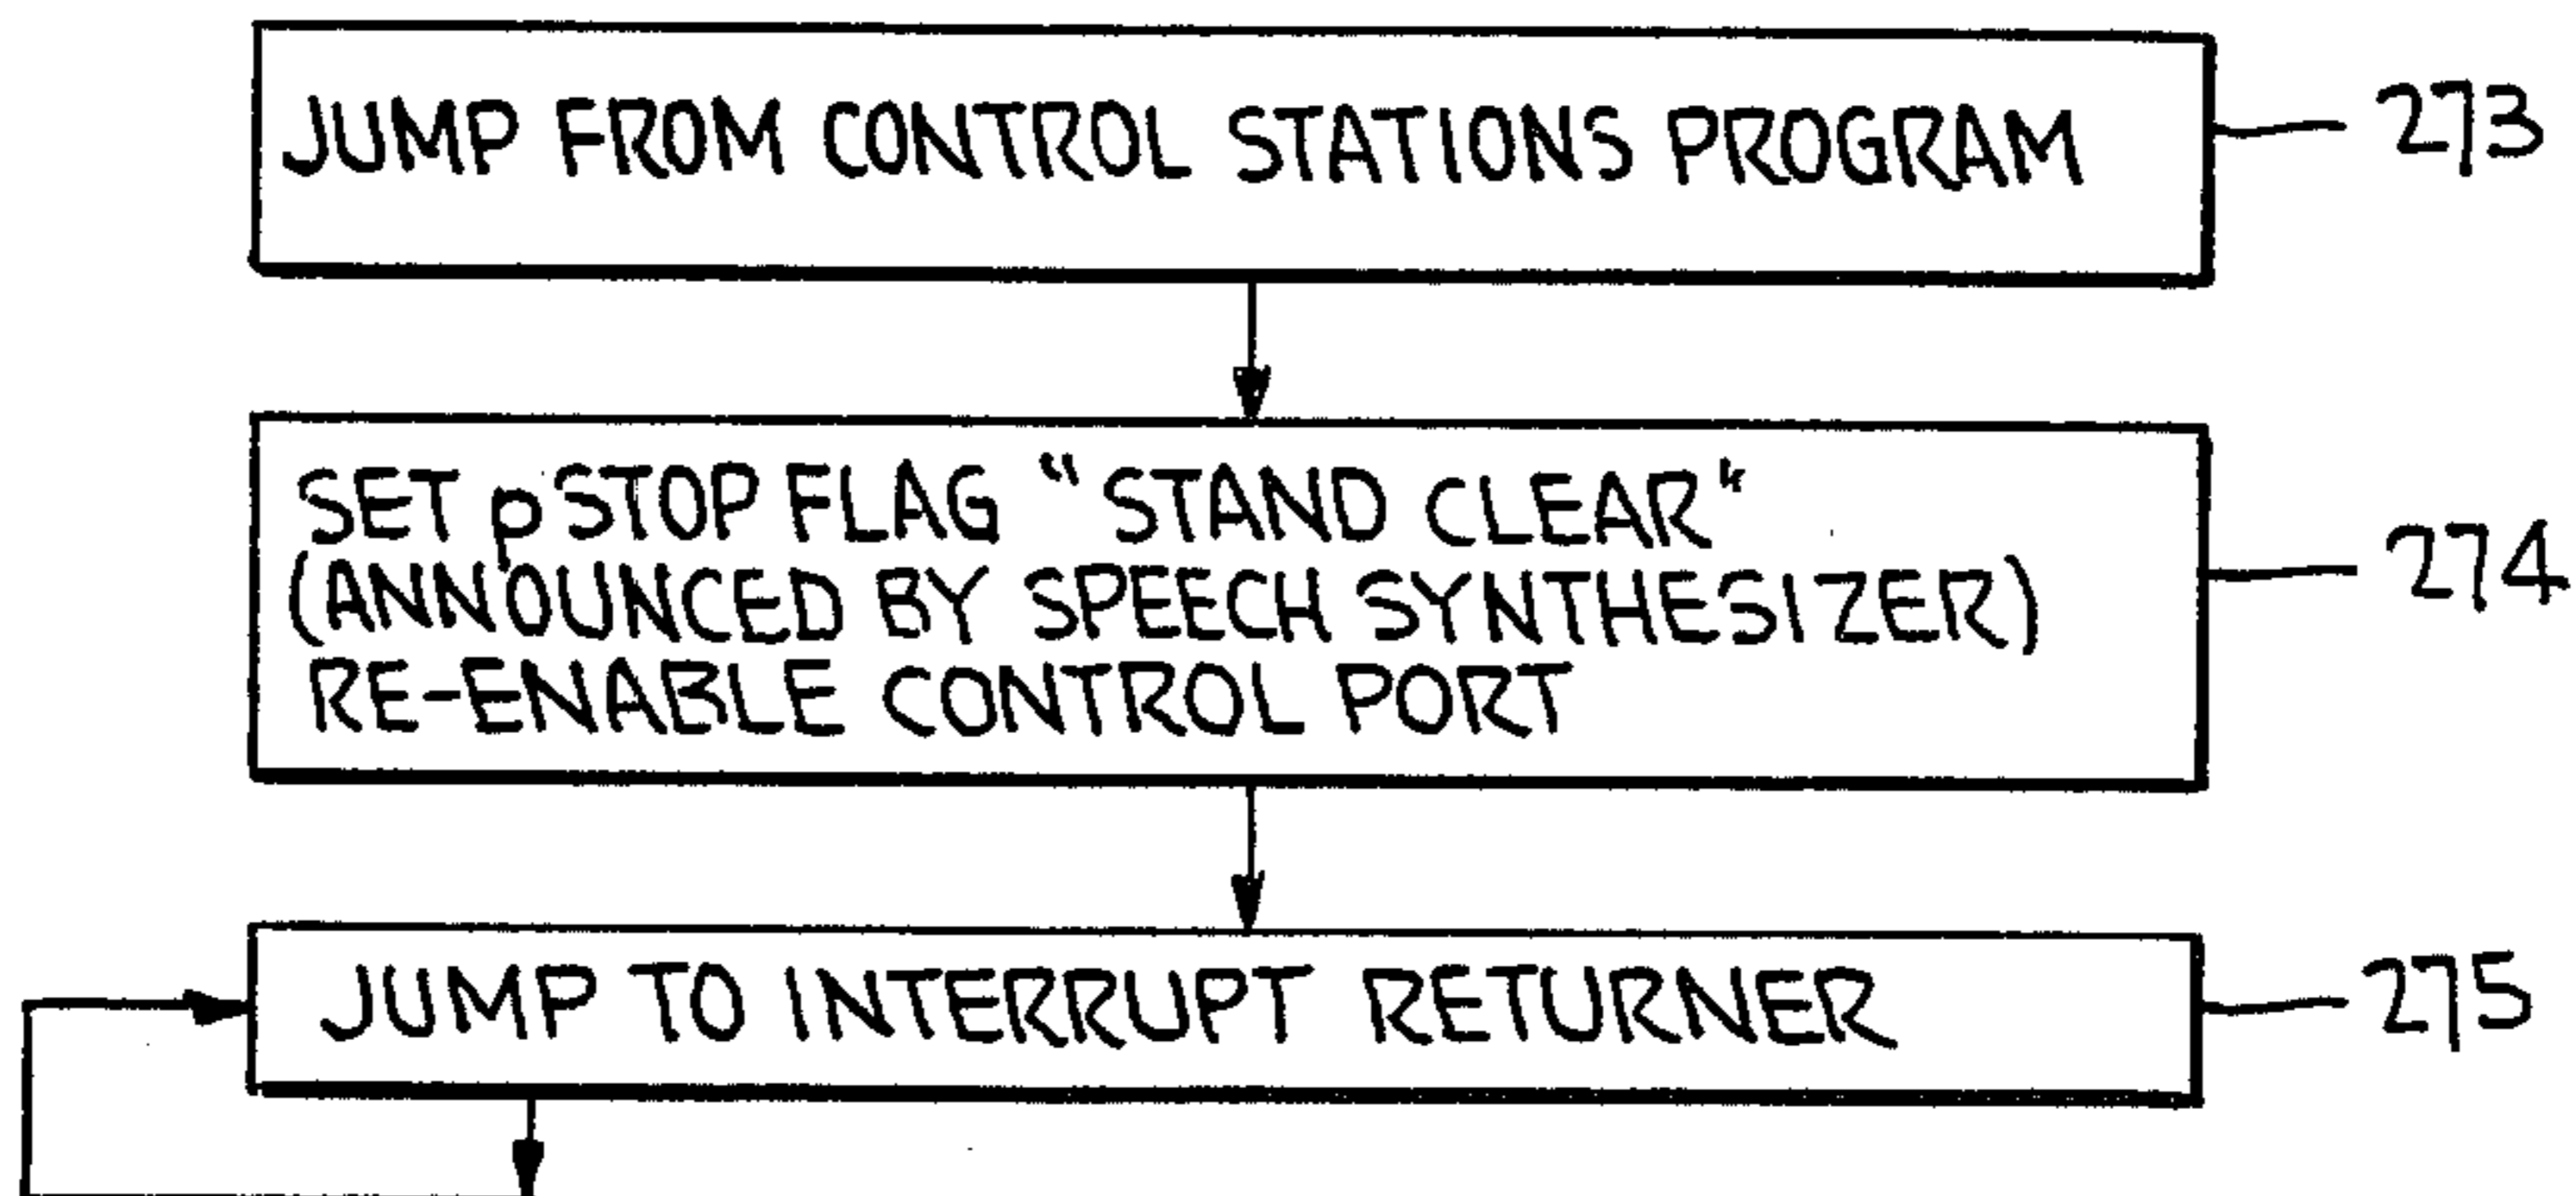 JUMP FROM CONTROL STATIONS PROGRAM
273
SET pSTOP FLAG "STAND CLEAR"
(ANNOUNCED BY SPEECH SYNTHESIZER)
RE-ENABLE CONTROL PORT
274
JUMP TO INTERRUPT RETURNER
275